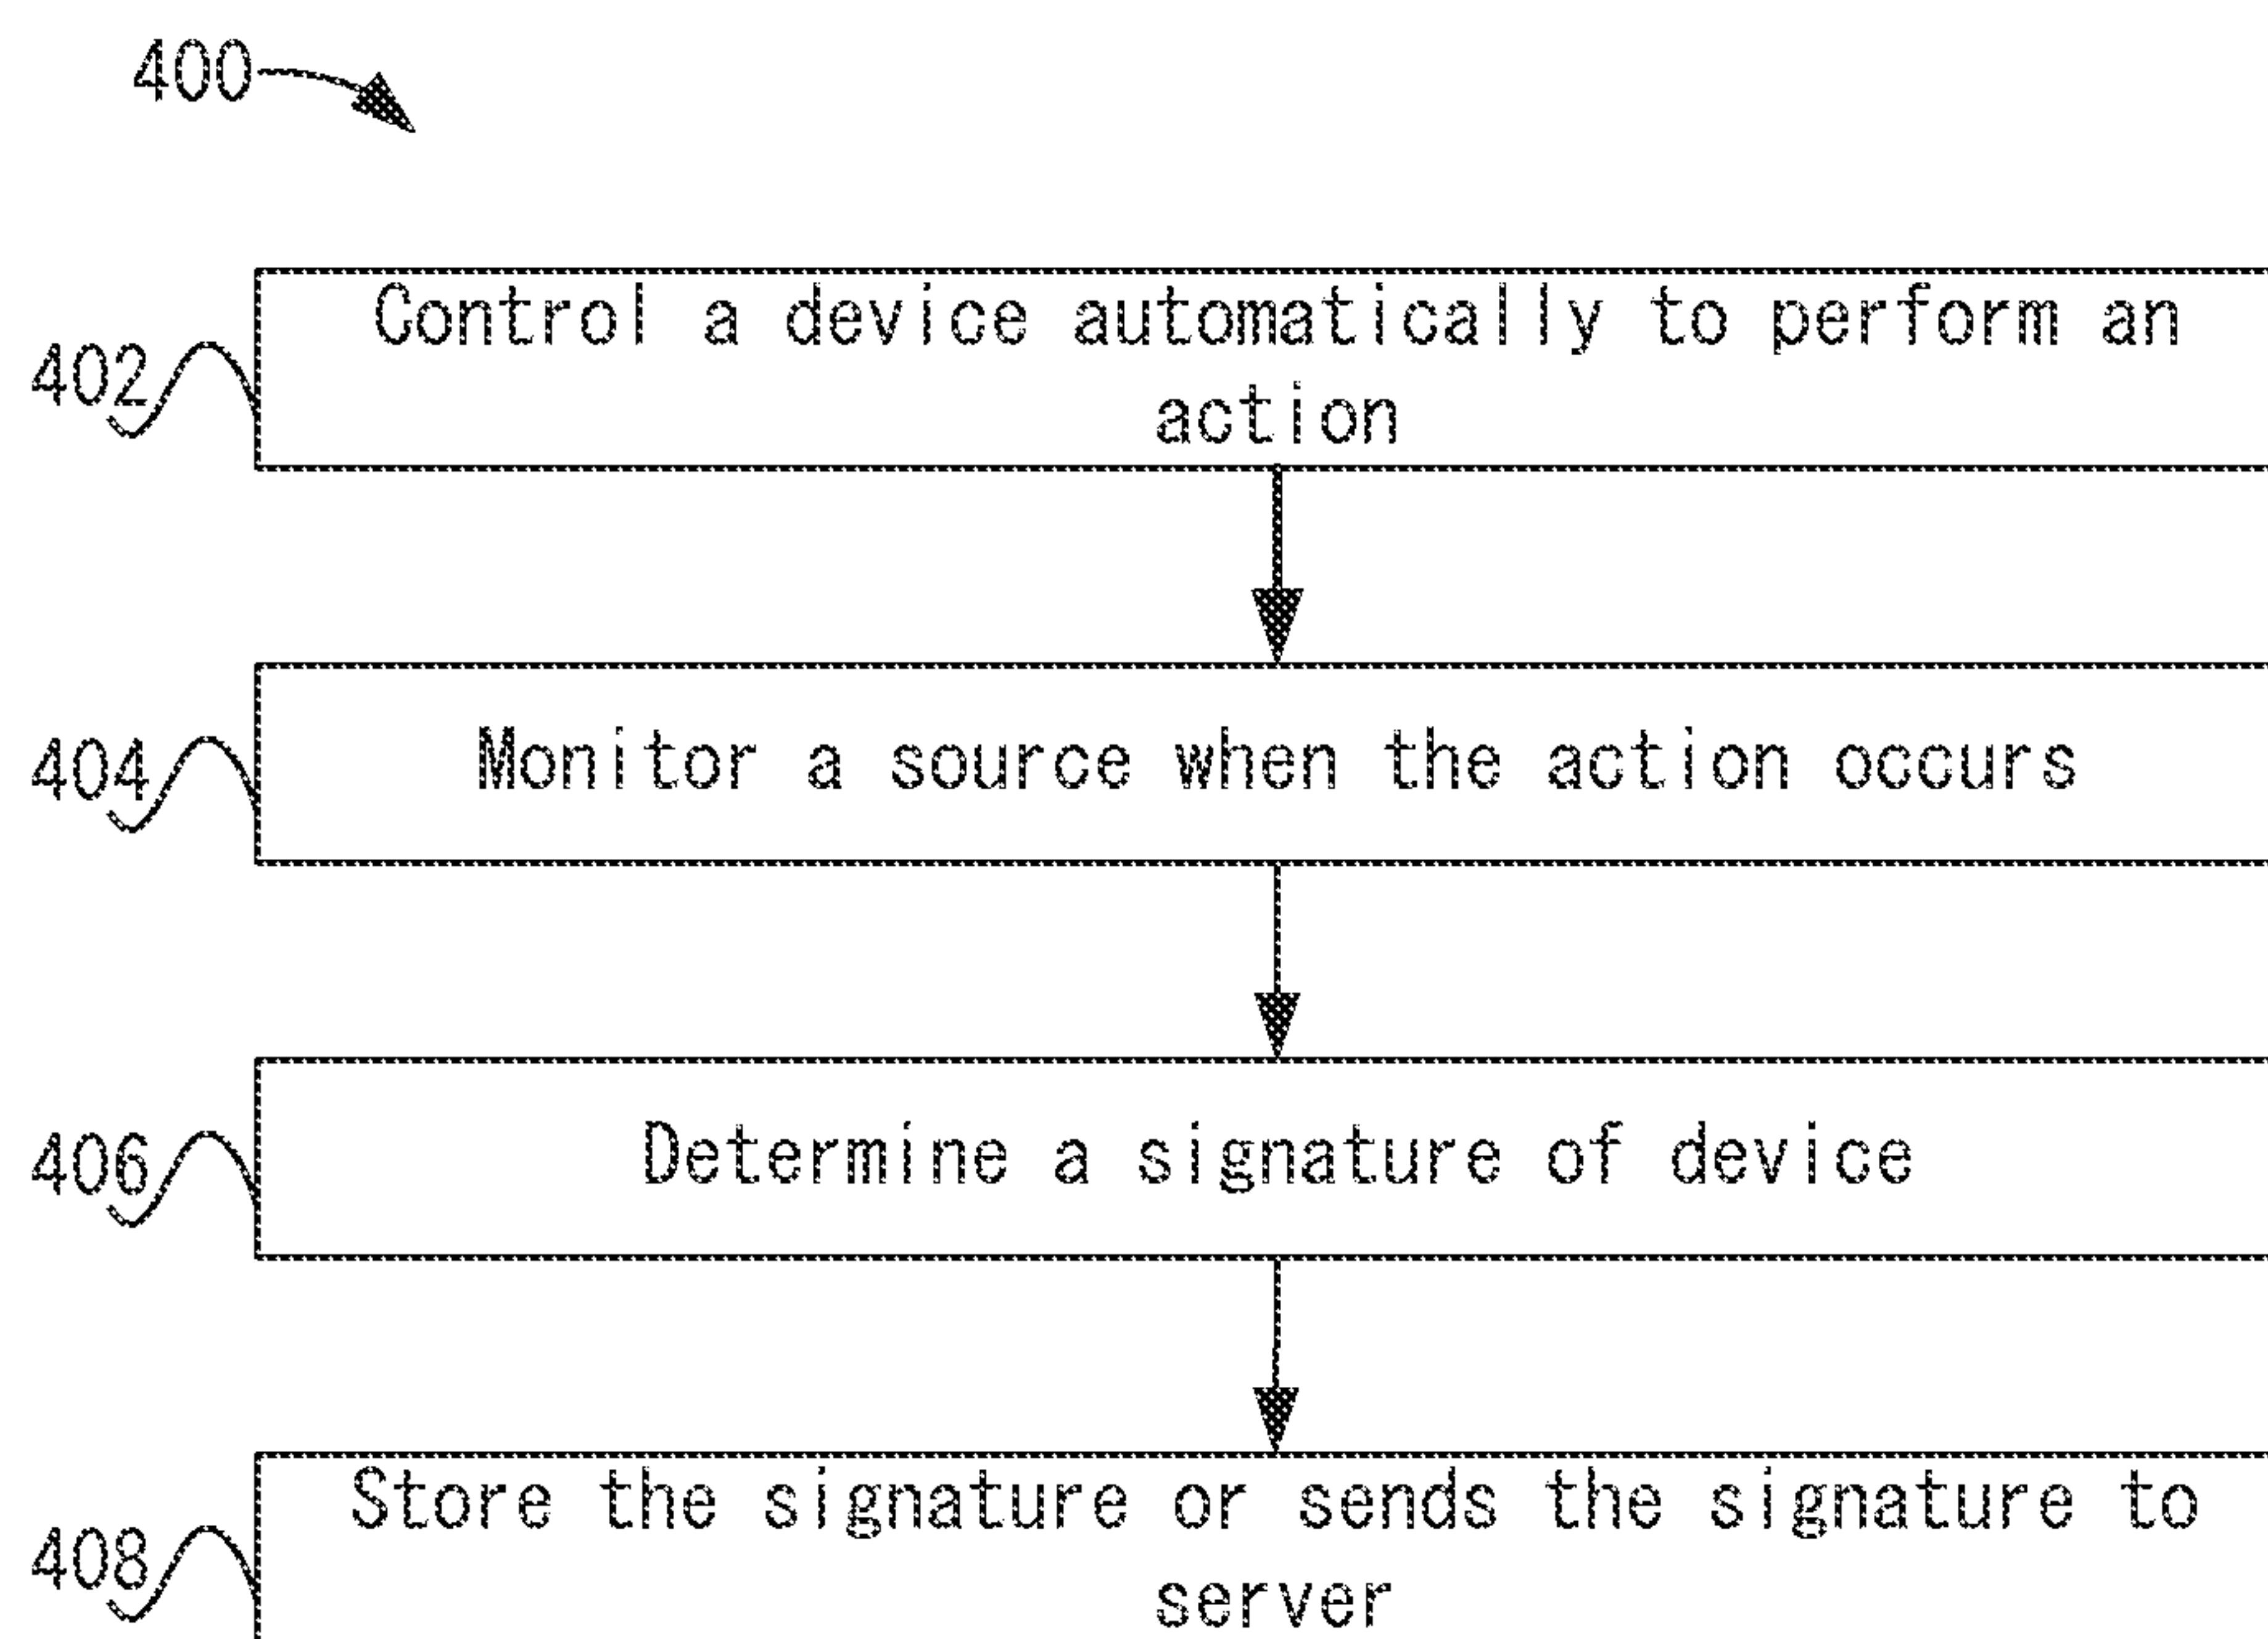 400
402
Control a device automatically to perform an
action
404
Monitor a source when the action occurs
406
Determine a signature of device
408
Store the signature or sends the signature to
server